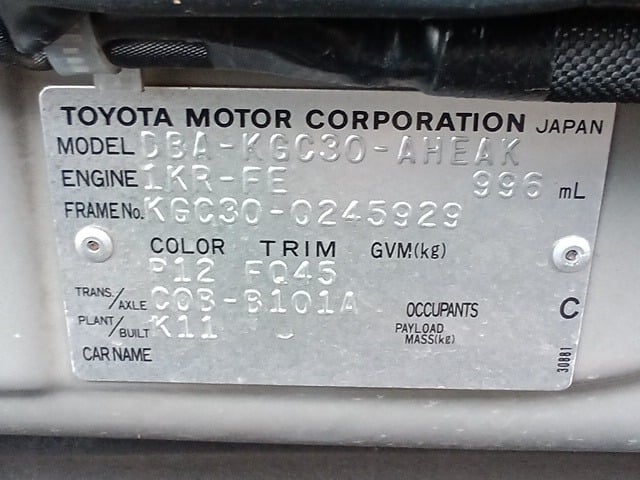 TOYOTA MOTOR CORPORATION JAPAN
MODEL DBA-KGC30-AHEAK
ENGINE 1KR-FE 996 mL
FRAME No. KGC30-0245929
COLOR TRIM GVM(kg)
P12 FQ45
TRANS./AXLE C0B-B101A OCCUPANTS C
PLANT/BUILT K11 PAYLOAD MASS(kg)
CAR NAME
30881